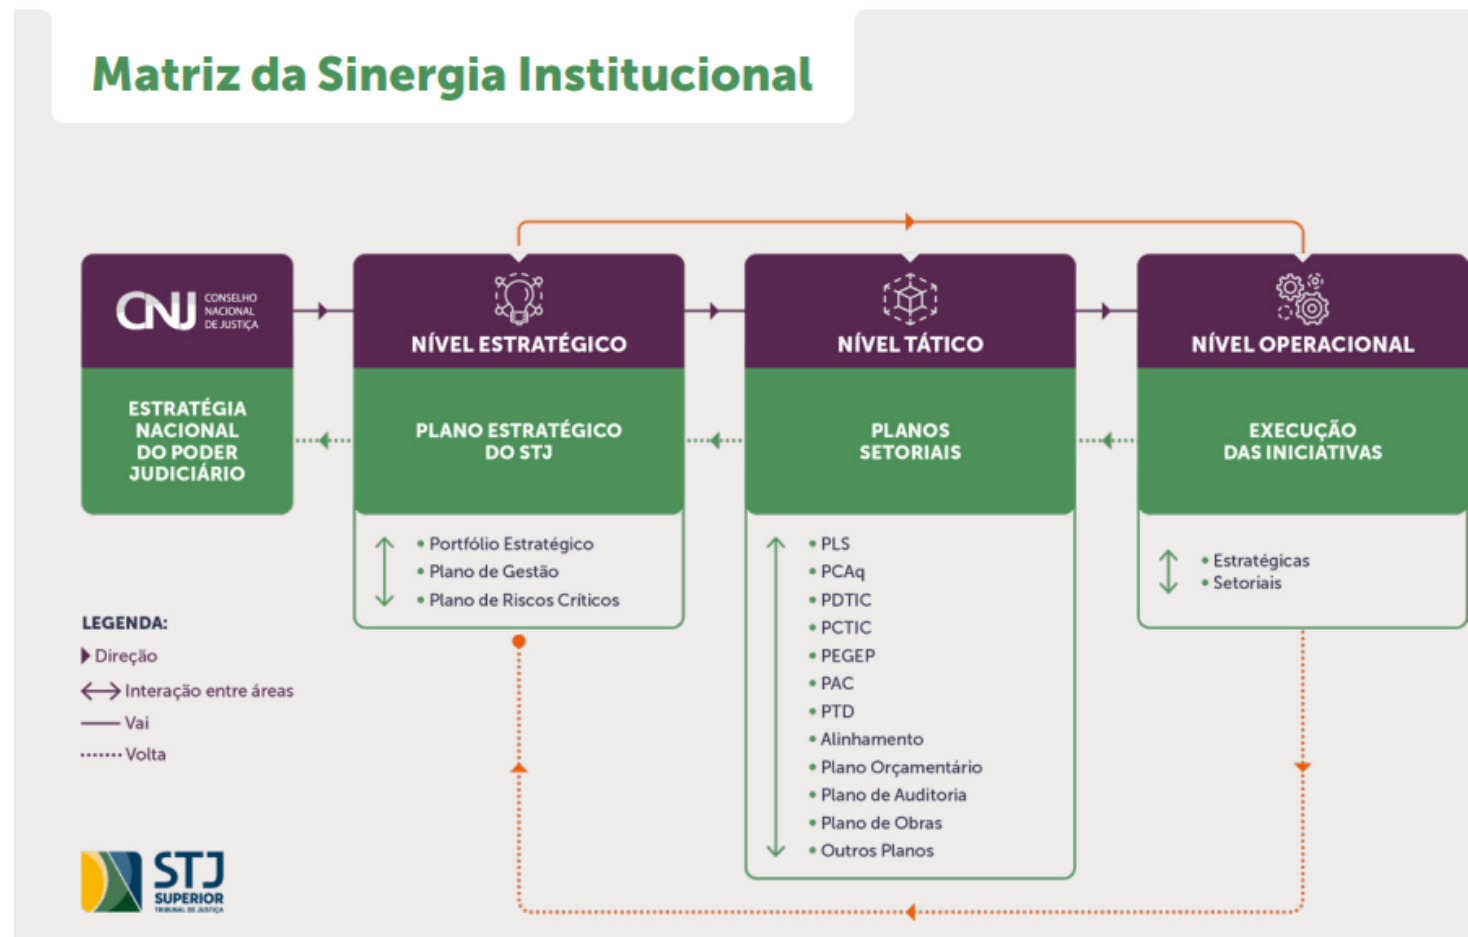 Matriz da Sinergia Institucional
CNJ
CONSELHO
NACIONAL
DE JUSTIÇA
ESTRATÉGIA
NACIONAL
DO PODER
JUDICIÁRIO
NÍVEL ESTRATÉGICO
PLANO ESTRATÉGICO
DO STJ
• Portfólio Estratégico
• Plano de Gestão
• Plano de Riscos Críticos
NÍVEL TÁTICO
PLANOS
SETORIAIS
• PLS
• PCAq
• PDTIC
• PCTIC
• PEGEP
• PAC
• PTD
• Alinhamento
• Plano Orçamentário
• Plano de Auditoria
• Plano de Obras
• Outros Planos
NÍVEL OPERACIONAL
EXECUÇÃO
DAS INICIATIVAS
• Estratégicas
• Setoriais
LEGENDA:
Direção
Interação entre áreas
Vai
Volta
STJ
SUPERIOR
TRIBUNAL DE JUSTIÇA